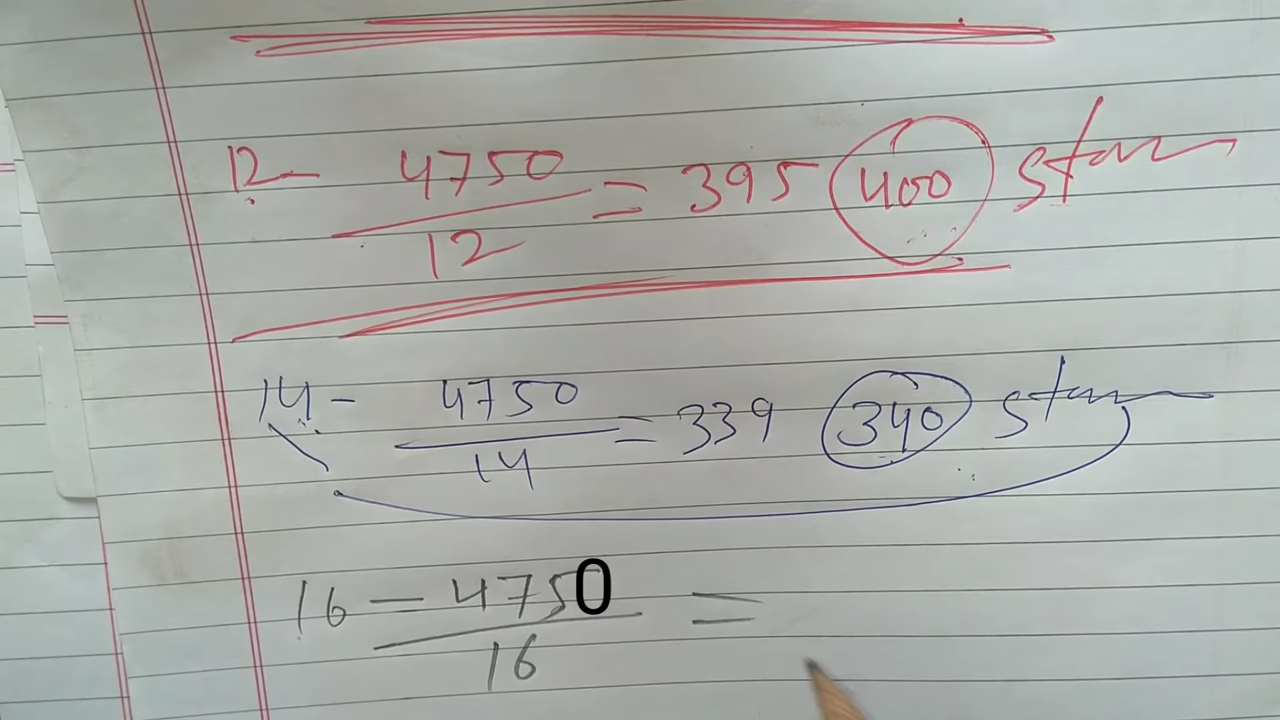 12- 4750
12 = 395 400
14- 4750
14 = 339 340
16 - 4750
16 =